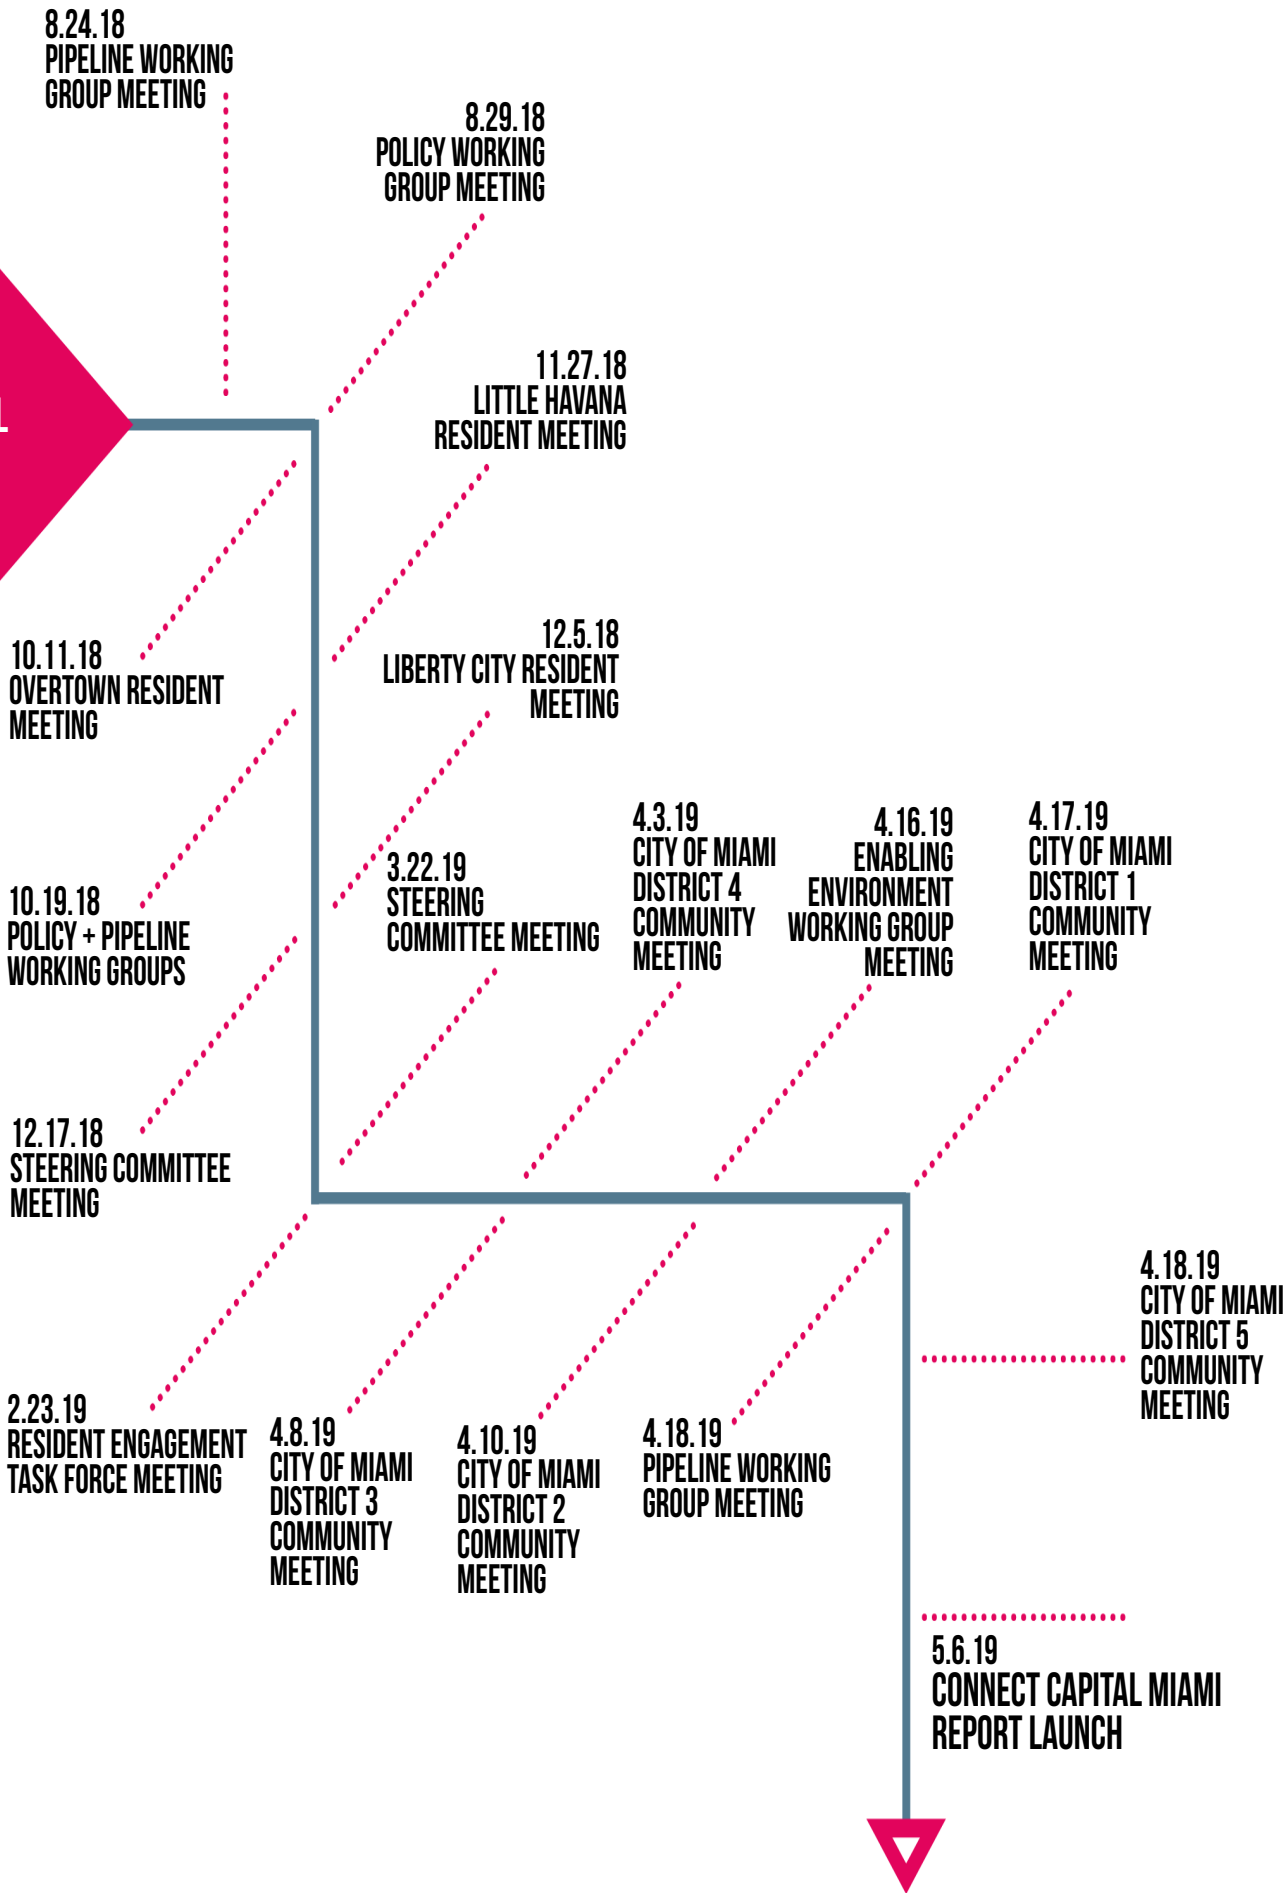 8.24.18
PIPELINE WORKING
GROUP MEETING
8.29.18
POLICY WORKING
GROUP MEETING
11.27.18
LITTLE HAVANA
RESIDENT MEETING
10.11.18
OVERTOWN RESIDENT
MEETING
12.5.18
LIBERTY CITY RESIDENT
MEETING
10.19.18
POLICY + PIPELINE
WORKING GROUPS
3.22.19
STEERING
COMMITTEE MEETING
4.3.19
CITY OF MIAMI
DISTRICT 4
COMMUNITY
MEETING
4.16.19
ENABLING
ENVIRONMENT
WORKING GROUP
MEETING
4.17.19
CITY OF MIAMI
DISTRICT 1
COMMUNITY
MEETING
12.17.18
STEERING COMMITTEE
MEETING
2.23.19
RESIDENT ENGAGEMENT
TASK FORCE MEETING
4.8.19
CITY OF MIAMI
DISTRICT 3
COMMUNITY
MEETING
4.10.19
CITY OF MIAMI
DISTRICT 2
COMMUNITY
MEETING
4.18.19
PIPELINE WORKING
GROUP MEETING
4.18.19
CITY OF MIAMI
DISTRICT 5
COMMUNITY
MEETING
5.6.19
CONNECT CAPITAL MIAMI
REPORT LAUNCH